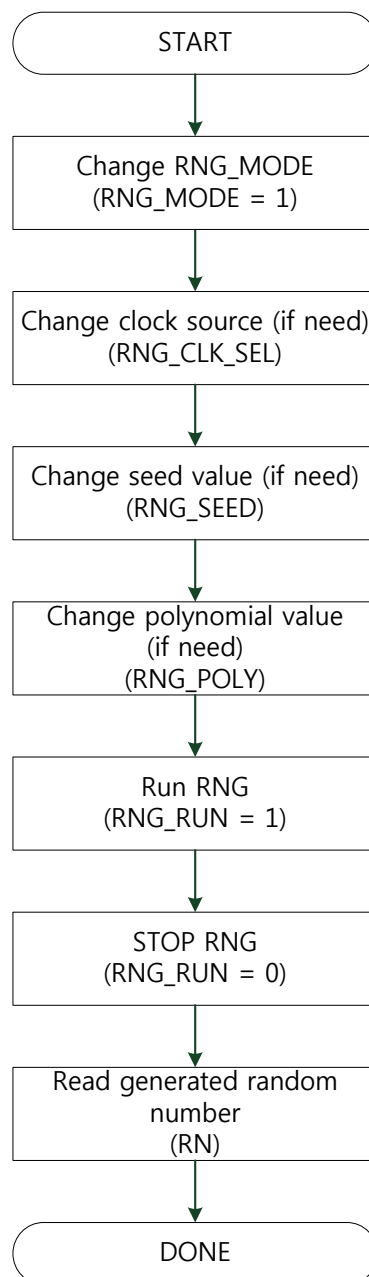 START
Change RNG_MODE
(RNG_MODE = 1)
Change clock source (if need)
(RNG_CLK_SEL)
Change seed value (if need)
(RNG_SEED)
Change polynomial value
(if need)
(RNG_POLY)
Run RNG
(RNG_RUN = 1)
STOP RNG
(RNG_RUN = 0)
Read generated random
number
(RN)
DONE